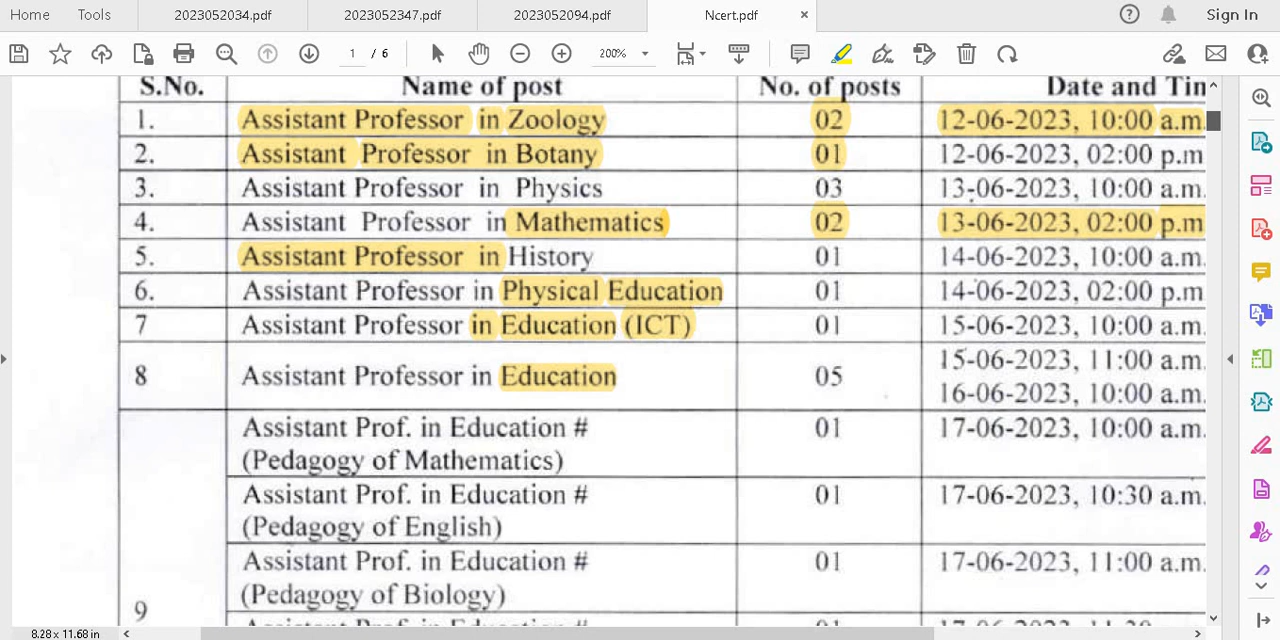 Home Tools 2023052034.pdf 2023052347.pdf 2023052094.pdf Ncert.pdf × Sign In
1 / 6 200%
S.No. Name of post No. of posts Date and Tim
1. Assistant Professor in Zoology 02 12-06-2023, 10:00 a.m.
2. Assistant Professor in Botany 01 12-06-2023, 02:00 p.m
3. Assistant Professor in Physics 03 13-06-2023, 10:00 a.m.
4. Assistant Professor in Mathematics 02 13-06-2023, 02:00 p.m
5. Assistant Professor in History 01 14-06-2023, 10:00 a.m.
6. Assistant Professor in Physical Education 01 14-06-2023, 02:00 p.m
7 Assistant Professor in Education (ICT) 01 15-06-2023, 10:00 a.m.
15-06-2023, 11:00 a.m.
8 Assistant Professor in Education 05
16-06-2023, 10:00 a.m.
Assistant Prof. in Education # 01 17-06-2023, 10:00 a.m.
(Pedagogy of Mathematics)
Assistant Prof. in Education # 01 17-06-2023, 10:30 a.m.
(Pedagogy of English)
Assistant Prof. in Education # 01 17-06-2023, 11:00 a.m.
(Pedagogy of Biology)
9
8.28 x 11.68 in